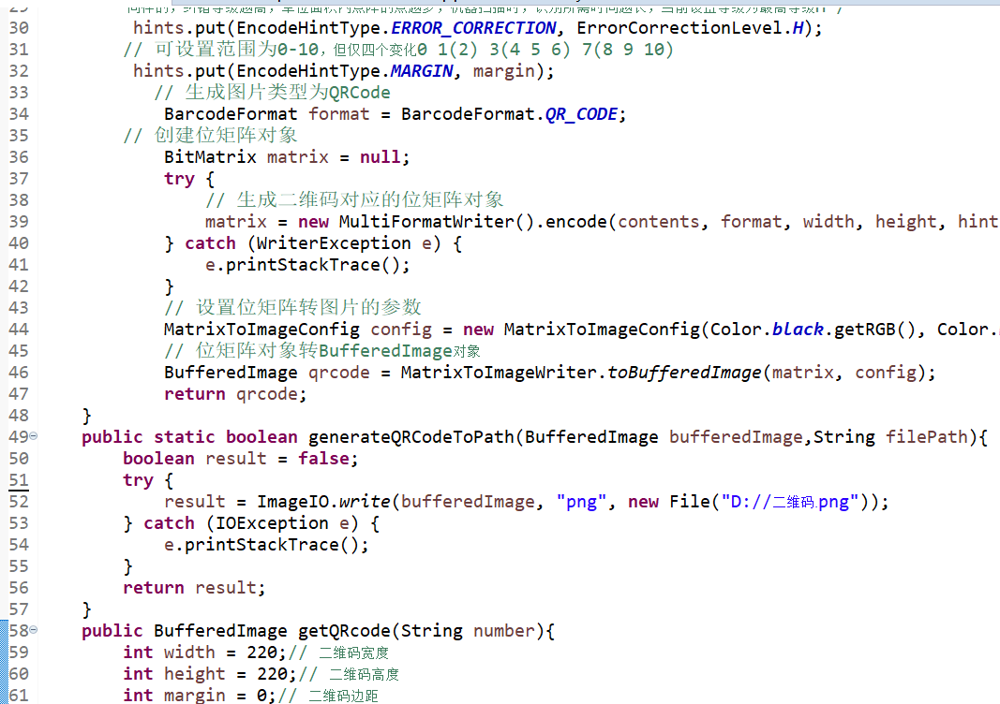 30 hints.put(EncodeHintType.ERROR_CORRECTION, ErrorCorrectionLevel.H);
31 // 可设置范围为0-10，但仅四个变化0 1(2) 3(4 5 6) 7(8 9 10)
32 hints.put(EncodeHintType.MARGIN, margin);
33 // 生成图片类型为QRCode
34 BarcodeFormat format = BarcodeFormat.QR_CODE;
35 // 创建位矩阵对象
36 BitMatrix matrix = null;
37 try {
38 // 生成二维码对应的位矩阵对象
39 matrix = new MultiFormatWriter().encode(contents, format, width, height, hint
40 } catch (WriterException e) {
41 e.printStackTrace();
42 }
43 // 设置位矩阵转图片的参数
44 MatrixToImageConfig config = new MatrixToImageConfig(Color.black.getRGB(), Color.
45 // 位矩阵对象转BufferedImage对象
46 BufferedImage qrcode = MatrixToImageWriter.toBufferedImage(matrix, config);
47 return qrcode;
48 }
49 public static boolean generateQRCodeToPath(BufferedImage bufferedImage,String filePath){
50 boolean result = false;
51 try {
52 result = ImageIO.write(bufferedImage, "png", new File("D://二维码.png"));
53 } catch (IOException e) {
54 e.printStackTrace();
55 }
56 return result;
57 }
58 public BufferedImage getQRcode(String number){
59 int width = 220;// 二维码宽度
60 int height = 220;// 二维码高度
61 int margin = 0;// 二维码边距